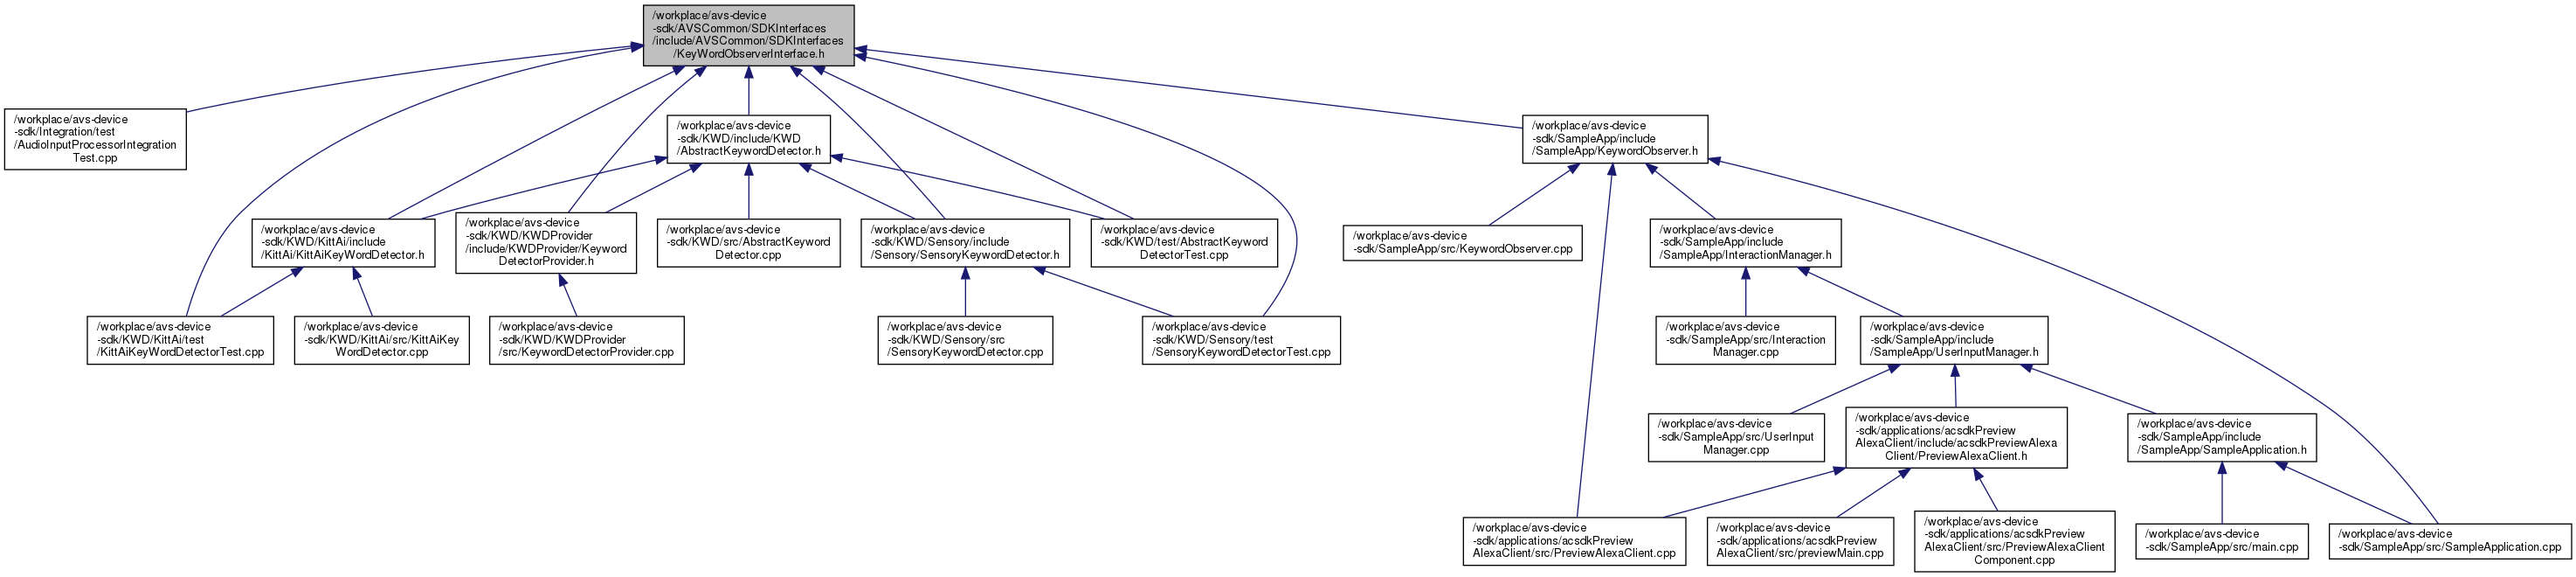 /workplace/avs-device
-sdk/AVSCommon/SDKInterfaces
/include/AVSCommon/SDKInterfaces
/KeyWordObserverInterface.h
/workplace/avs-device
-sdk/Integration/test
/AudioInputProcessorIntegration
Test.cpp
/workplace/avs-device
-sdk/KWD/include/KWD
/AbstractKeywordDetector.h
/workplace/avs-device
-sdk/SampleApp/include
/SampleApp/KeywordObserver.h
/workplace/avs-device
-sdk/KWD/KittAi/include
/KittAi/KittAiKeyWordDetector.h
/workplace/avs-device
-sdk/KWD/KWDProvider
/include/KWDProvider/Keyword
DetectorProvider.h
/workplace/avs-device
-sdk/KWD/src/AbstractKeyword
Detector.cpp
/workplace/avs-device
-sdk/KWD/Sensory/include
/Sensory/SensoryKeywordDetector.h
/workplace/avs-device
-sdk/KWD/test/AbstractKeyword
DetectorTest.cpp
/workplace/avs-device
-sdk/SampleApp/src/KeywordObserver.cpp
/workplace/avs-device
-sdk/SampleApp/include
/SampleApp/InteractionManager.h
/workplace/avs-device
-sdk/KWD/KittAi/test
/KittAiKeyWordDetectorTest.cpp
/workplace/avs-device
-sdk/KWD/KittAi/src/KittAiKey
WordDetector.cpp
/workplace/avs-device
-sdk/KWD/KWDProvider
/src/KeywordDetectorProvider.cpp
/workplace/avs-device
-sdk/KWD/Sensory/src
/SensoryKeywordDetector.cpp
/workplace/avs-device
-sdk/KWD/Sensory/test
/SensoryKeywordDetectorTest.cpp
/workplace/avs-device
-sdk/SampleApp/src/Interaction
Manager.cpp
/workplace/avs-device
-sdk/SampleApp/include
/SampleApp/UserInputManager.h
/workplace/avs-device
-sdk/SampleApp/src/UserInput
Manager.cpp
/workplace/avs-device
-sdk/applications/acsdkPreview
AlexaClient/include/acsdkPreviewAlexa
Client/PreviewAlexaClient.h
/workplace/avs-device
-sdk/SampleApp/include
/SampleApp/SampleApplication.h
/workplace/avs-device
-sdk/applications/acsdkPreview
AlexaClient/src/PreviewAlexaClient.cpp
/workplace/avs-device
-sdk/applications/acsdkPreview
AlexaClient/src/previewMain.cpp
/workplace/avs-device
-sdk/applications/acsdkPreview
AlexaClient/src/PreviewAlexaClient
Component.cpp
/workplace/avs-device
-sdk/SampleApp/src/main.cpp
/workplace/avs-device
-sdk/SampleApp/src/SampleApplication.cpp